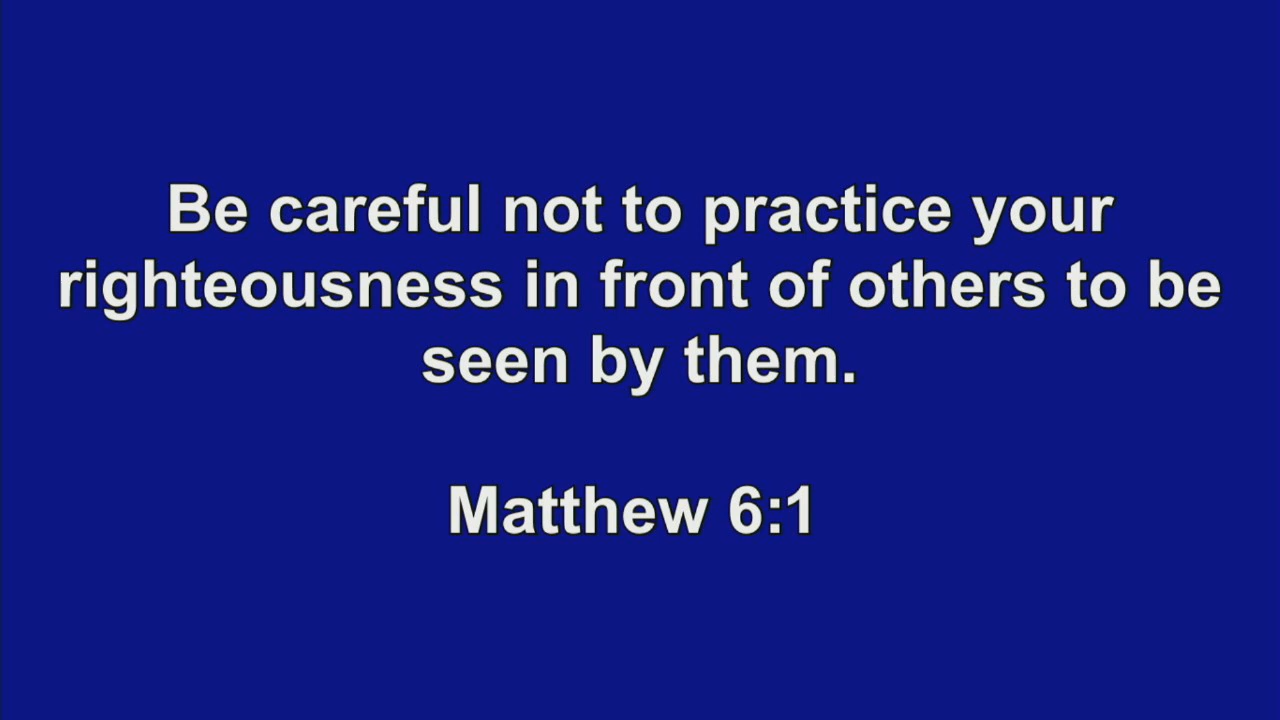 Be careful not to practice your
righteousness in front of others to be
seen by them.
Matthew 6:1